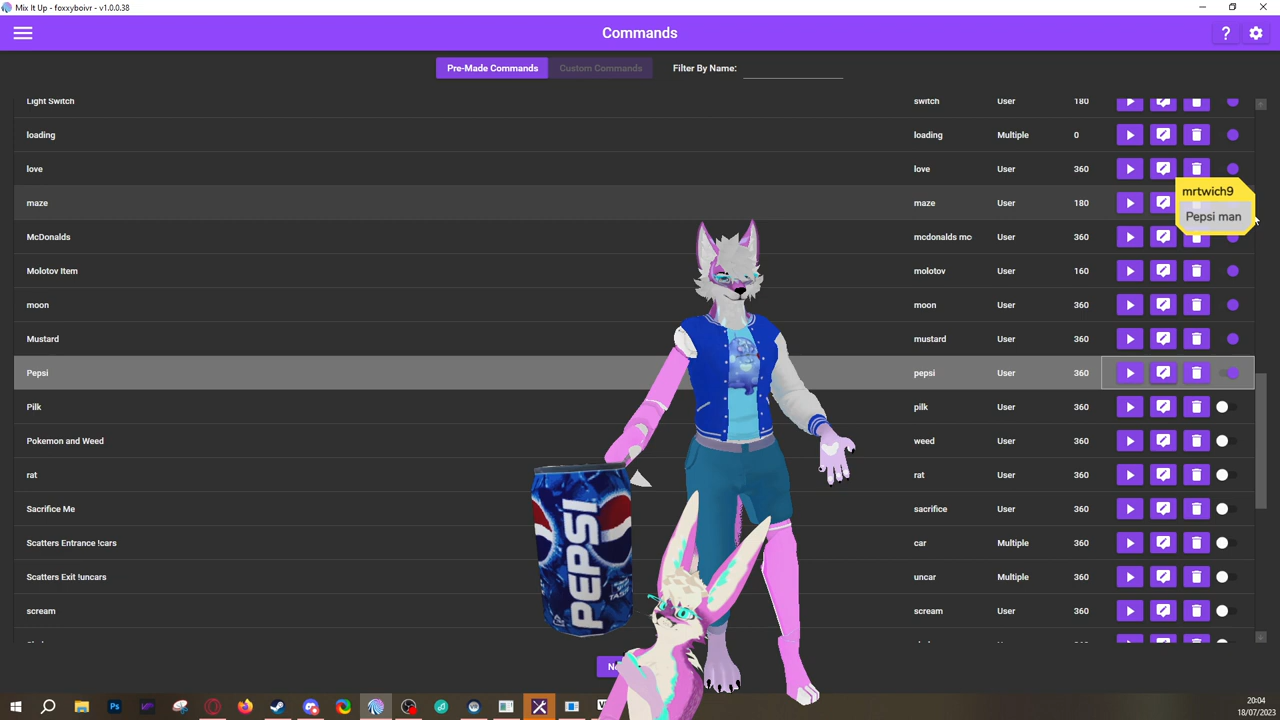 Mix It Up - foxxyboivr - v1.0.0.38
Commands
?
Pre-Made Commands Custom Commands Filter By Name:
Light Switch switch User 180
loading loading Multiple 0
love love User 360
mrtwich9
maze maze User 180
Pepsi man
McDonalds mcdonalds mo User 360
Molotov Item molotov User 160
moon moon User 360
Mustard mustard User 360
Pepsi pepsi User 360
Pilk pilk User 360
Pokemon and Weed weed User 360
rat rat User 360
PEPSI
Sacrifice Me sacrifice User 360
Scatters Entrance !cars car Multiple 360
Scatters Exit !uncars uncar Multiple 360
scream scream User 360
Ps
20:04
18/07/2023